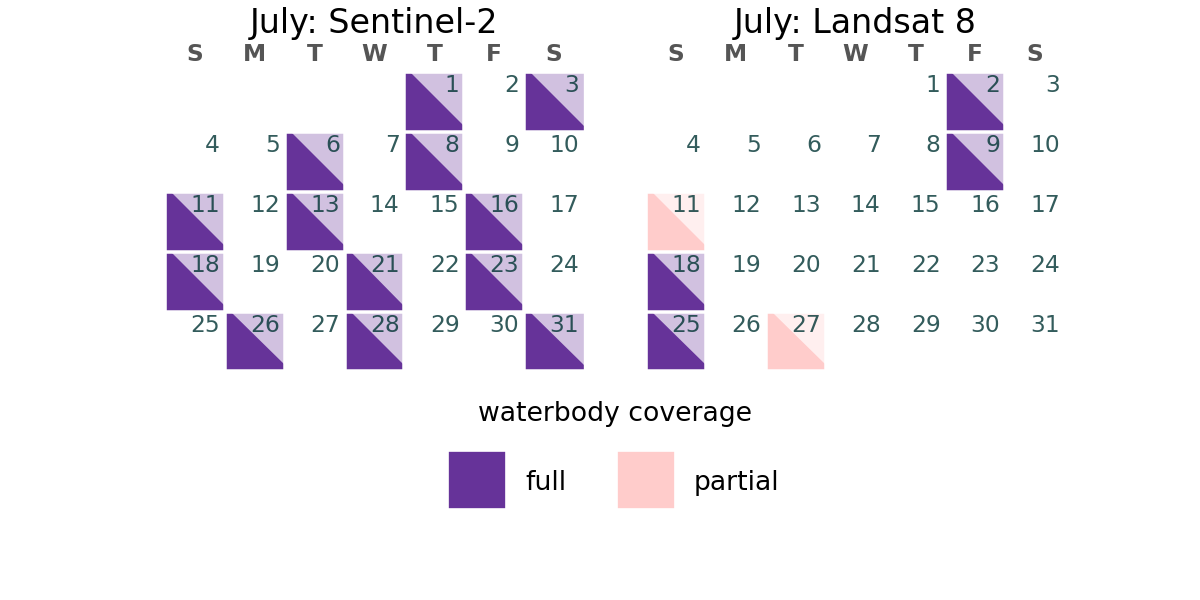 July: Sentinel-2
S M T W T F S
1 2 3
4 5 6 7 8 9 10
11 12 13 14 15 16 17
18 19 20 21 22 23 24
25 26 27 28 29 30 31
July: Landsat 8
S M T W T F S
1 2 3
4 5 6 7 8 9 10
11 12 13 14 15 16 17
18 19 20 21 22 23 24
25 26 27 28 29 30 31
waterbody coverage
full partial